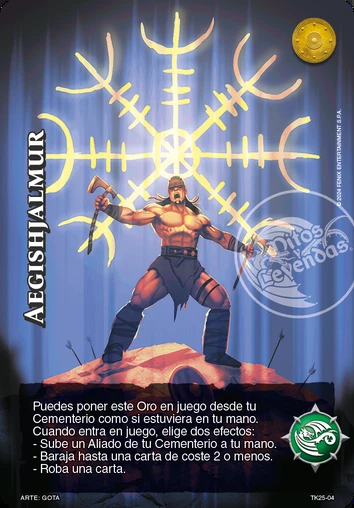 AEGISHJALMUR
© 2024 FENIX ENTERTAINMENT S.P.A.
Mitos y
Leyendas
Puedes poner este Oro en juego desde tu
Cementerio como si estuviera en tu mano.
Cuando entra en juego, elige dos efectos:
- Sube un Aliado de tu Cementerio a tu mano.
- Baraja hasta una carta de coste 2 o menos.
- Roba una carta.
ARTE: GOTA
TK25-04